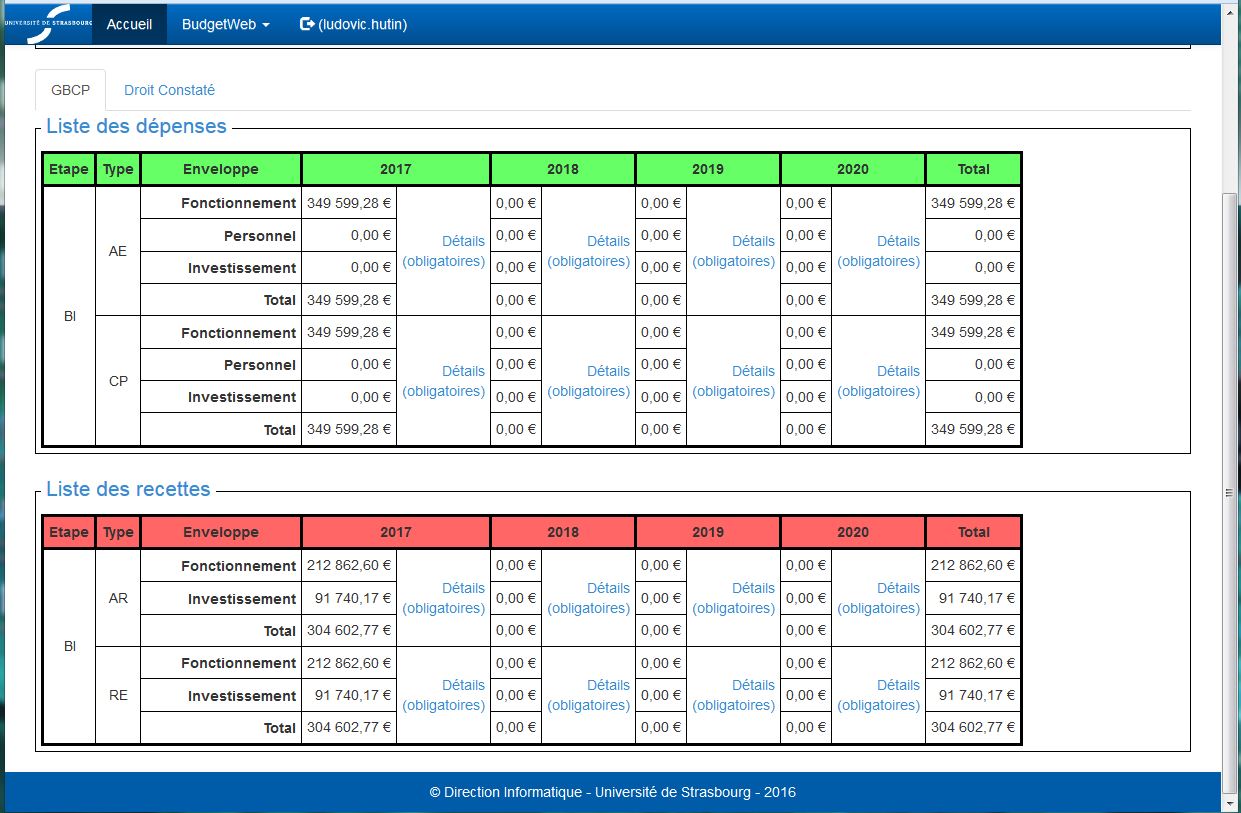 UNIVERSITÉ DE STRASBOURG
Accueil BudgetWeb (ludovic.hutin)
GBCP Droit Constaté
Liste des dépenses
Etape Type Enveloppe 2017 2018 2019 2020 Total
BI
AE
Fonctionnement 349 599,28 € 0,00 € 0,00 € 0,00 € 349 599,28 €
Personnel 0,00 € 0,00 € 0,00 € 0,00 € 0,00 €
Détails Détails Détails Détails
(obligatoires) (obligatoires) (obligatoires) (obligatoires)
Investissement 0,00 € 0,00 € 0,00 € 0,00 € 0,00 €
Total 349 599,28 € 0,00 € 0,00 € 0,00 € 349 599,28 €
CP
Fonctionnement 349 599,28 € 0,00 € 0,00 € 0,00 € 349 599,28 €
Personnel 0,00 € 0,00 € 0,00 € 0,00 € 0,00 €
Détails Détails Détails Détails
(obligatoires) (obligatoires) (obligatoires) (obligatoires)
Investissement 0,00 € 0,00 € 0,00 € 0,00 € 0,00 €
Total 349 599,28 € 0,00 € 0,00 € 0,00 € 349 599,28 €
Liste des recettes
Etape Type Enveloppe 2017 2018 2019 2020 Total
BI
AR
Fonctionnement 212 862,60 € 0,00 € 0,00 € 0,00 € 212 862,60 €
Détails Détails Détails Détails
Investissement 91 740,17 € 0,00 € 0,00 € 0,00 € 91 740,17 €
(obligatoires) (obligatoires) (obligatoires) (obligatoires)
Total 304 602,77 € 0,00 € 0,00 € 0,00 € 304 602,77 €
RE
Fonctionnement 212 862,60 € 0,00 € 0,00 € 0,00 € 212 862,60 €
Détails Détails Détails Détails
Investissement 91 740,17 € 0,00 € 0,00 € 0,00 € 91 740,17 €
(obligatoires) (obligatoires) (obligatoires) (obligatoires)
Total 304 602,77 € 0,00 € 0,00 € 0,00 € 304 602,77 €
© Direction Informatique - Université de Strasbourg - 2016